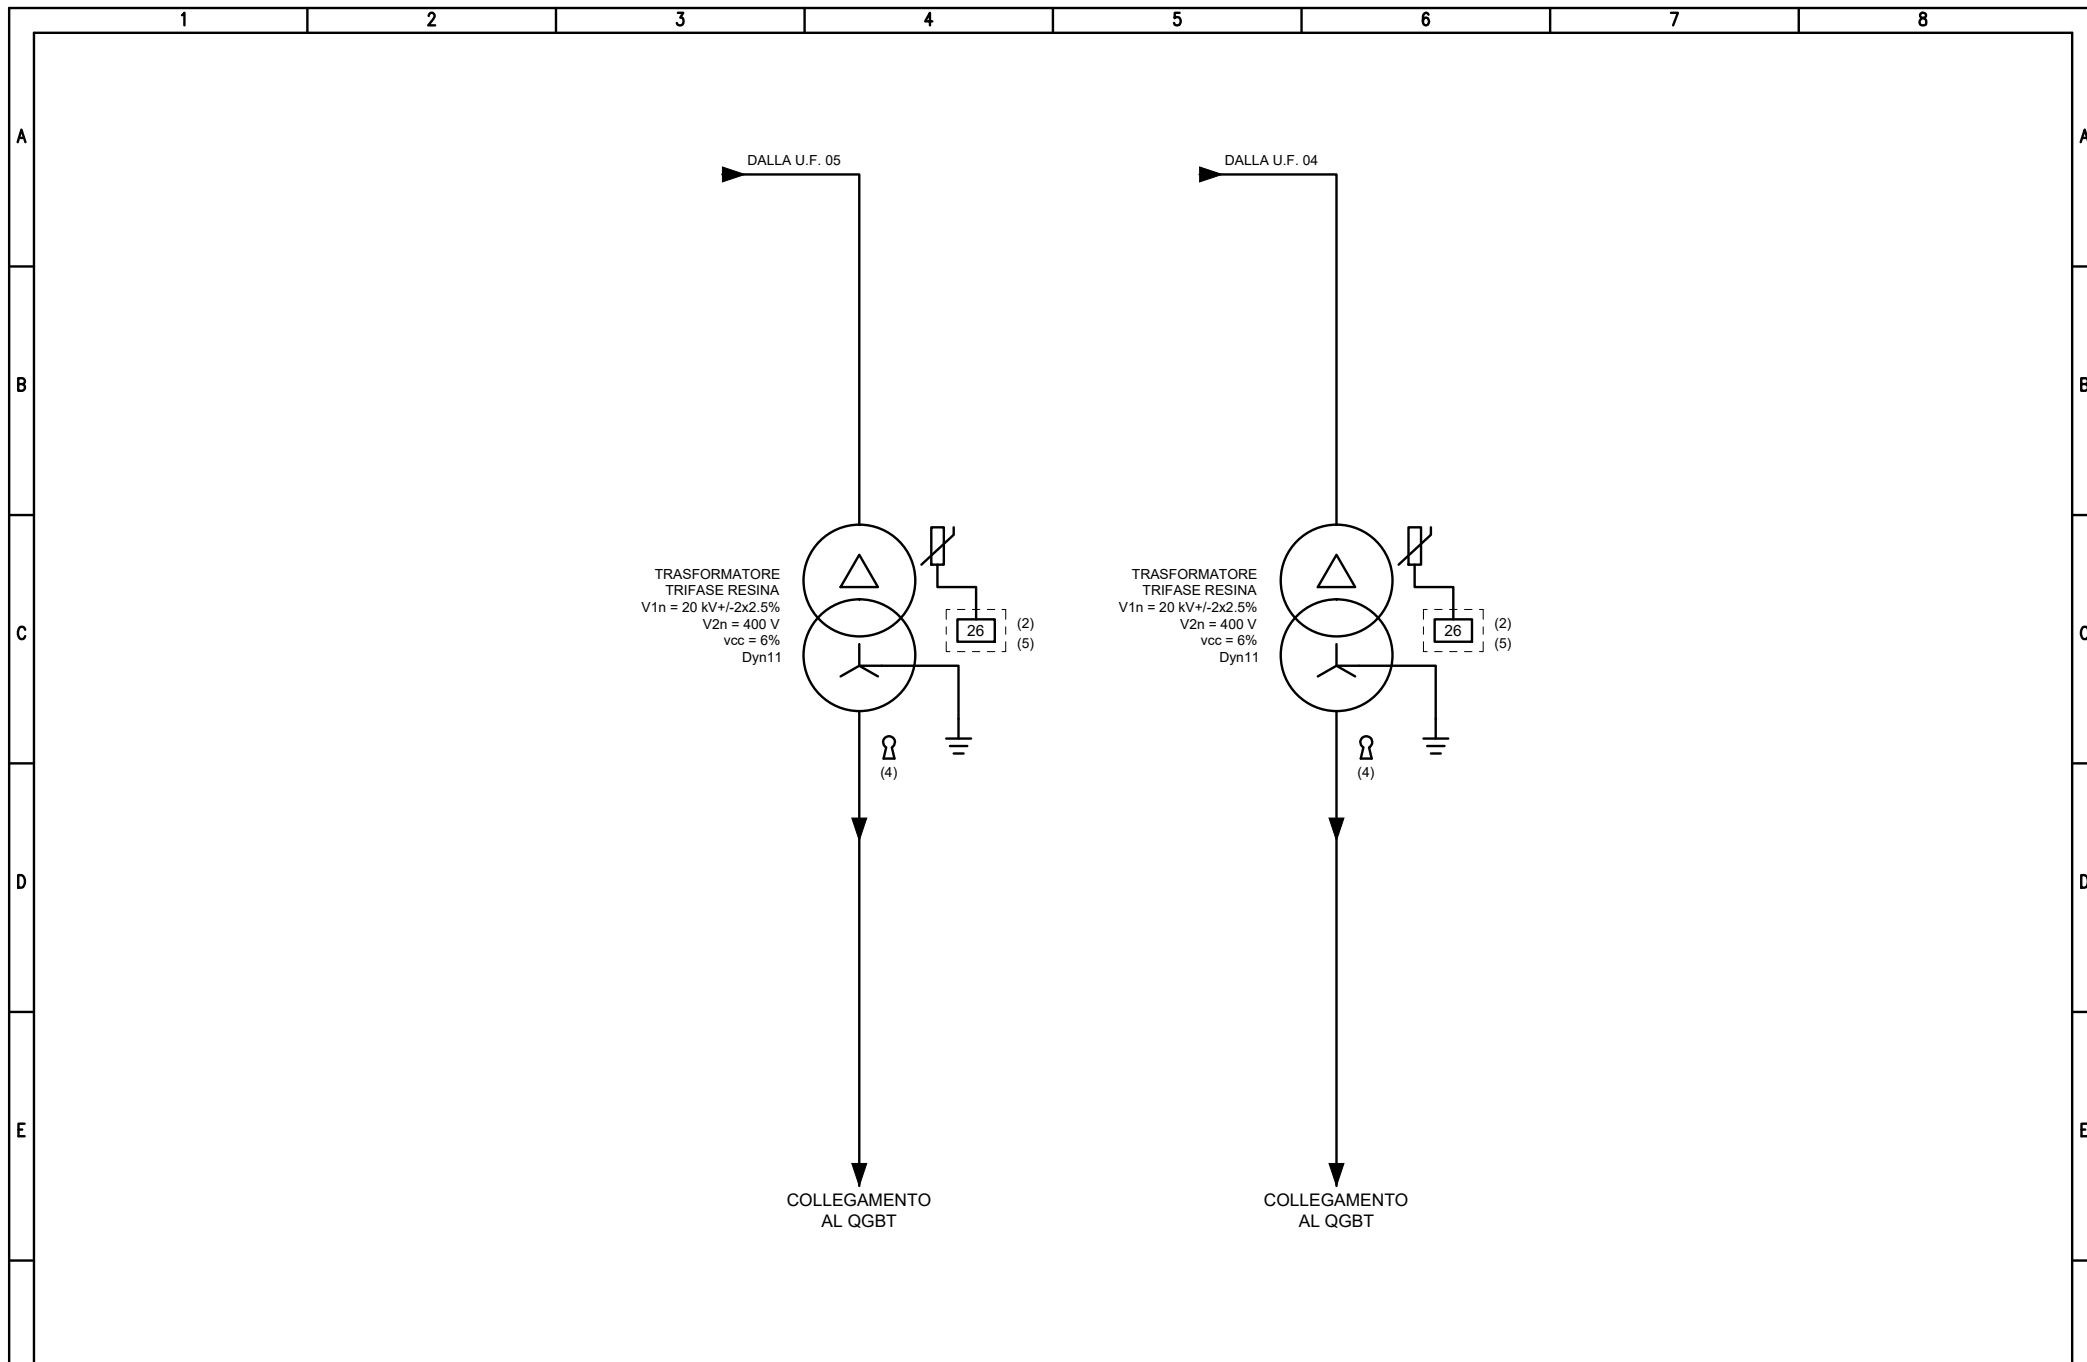 1 2 3 4 5 6 7 8
A A
DALLA U.F. 05
DALLA U.F. 04
B B
TRASFORMATORE
TRIFASE RESINA
V1n = 20 kV+/-2x2.5%
V2n = 400 V
vcc = 6%
Dyn11
26
(2)
(5)
(4)
TRASFORMATORE
TRIFASE RESINA
V1n = 20 kV+/-2x2.5%
V2n = 400 V
vcc = 6%
Dyn11
26
(2)
(5)
(4)
C C
D D
E E
COLLEGAMENTO
AL QGBT
COLLEGAMENTO
AL QGBT